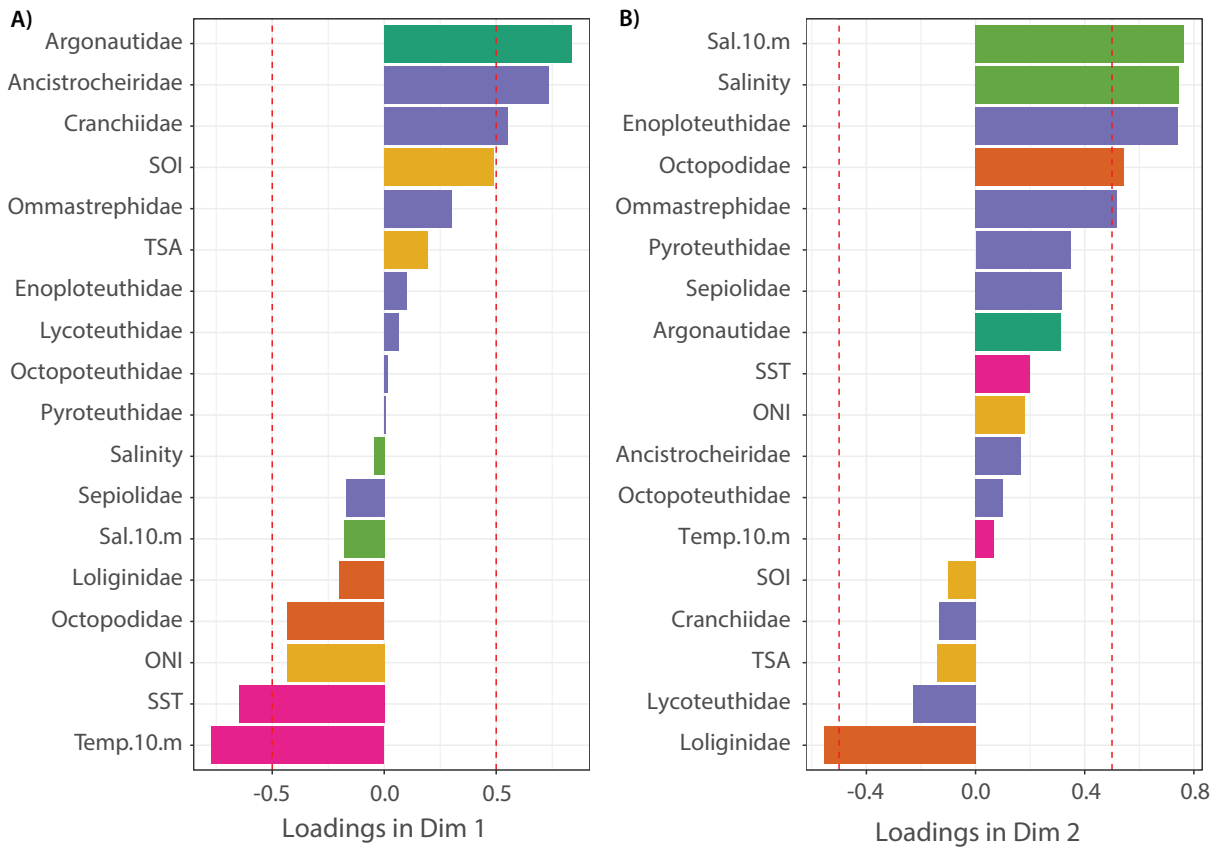 A)
Argonautidae
Ancistrocheiridae
Cranchiidae
SOI
Ommastrephidae
TSA
Enoploteuthidae
Lycoteuthidae
Octopoteuthidae
Pyroteuthidae
Salinity
Sepiolidae
Sal.10.m
Loliginidae
Octopodidae
ONI
SST
Temp.10.m
-0.5 0.0 0.5
Loadings in Dim 1
B)
Sal.10.m
Salinity
Enoploteuthidae
Octopodidae
Ommastrephidae
Pyroteuthidae
Sepiolidae
Argonautidae
SST
ONI
Ancistrocheiridae
Octopoteuthidae
Temp.10.m
SOI
Cranchiidae
TSA
Lycoteuthidae
Loliginidae
-0.4 0.0 0.4 0.8
Loadings in Dim 2